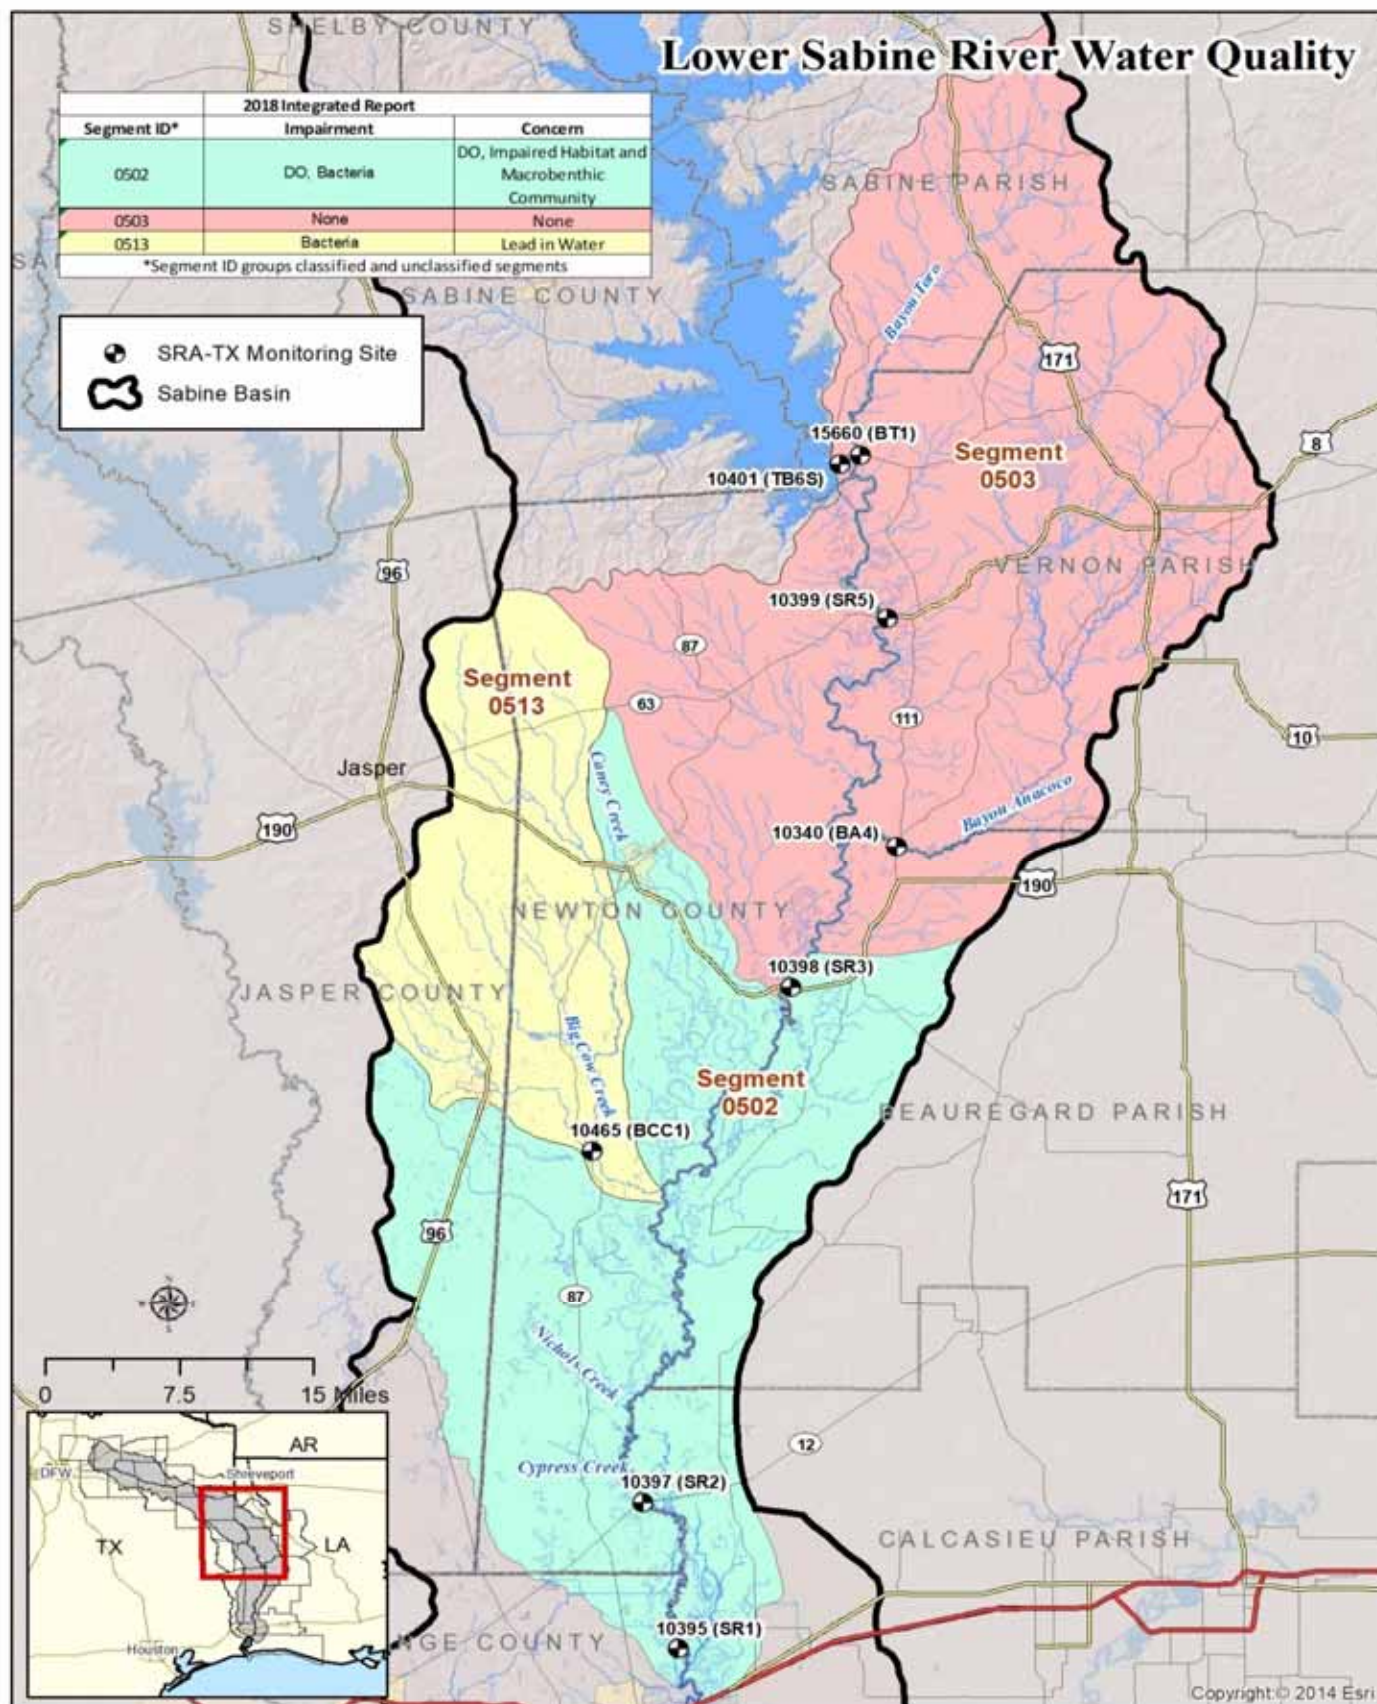 SHELBY COUNTY
Lower Sabine River Water Quality
2018 Integrated Report
Segment ID* Impairment Concern
0502 DO, Bacteria DO, Impaired Habitat and
Macrobenthic
Community
0503 None None
0513 Bacteria Lead in Water
*Segment ID groups classified and unclassified segments
SABINE PARISH
SABINE COUNTY
Bayou Toro
SRA-TX Monitoring Site
Sabine Basin
171
15660 (BT1)
8
Segment
0503
10401 (TB6S)
96
VERNON PARISH
10399 (SR5)
87
Segment
0513
63
111
10
Jasper
Caney Creek
190
Bayou Anacoco
10340 (BA4)
190
NEWTON COUNTY
10398 (SR3)
JASPER COUNTY
Big Cow Creek
Segment
0502
BEAUREGARD PARISH
10465 (BCC1)
171
96
87
Nichols Creek
0 7.5 15 Miles
AR
12
DFW
Shreveport
Cypress Creek
10397 (SR2)
TX
LA
CALCASIEU PARISH
10395 (SR1)
NGE COUNTY
Houston
Copyright:© 2014 Esri